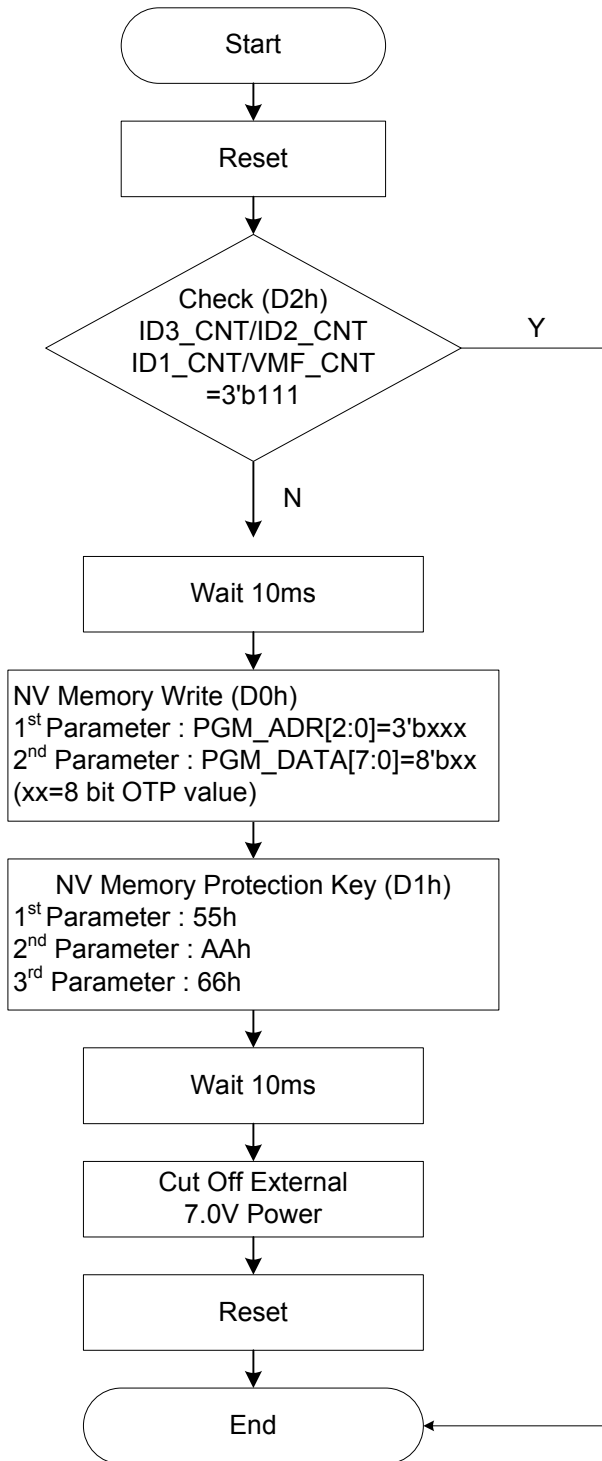 Start
Reset
Check (D2h)
ID3_CNT/ID2_CNT
ID1_CNT/VMF_CNT
=3'b111
Y
N
Wait 10ms
NV Memory Write (D0h)
1st Parameter : PGM_ADR[2:0]=3'bxxx
2nd Parameter : PGM_DATA[7:0]=8'bxx
(xx=8 bit OTP value)
NV Memory Protection Key (D1h)
1st Parameter : 55h
2nd Parameter : AAh
3rd Parameter : 66h
Wait 10ms
Cut Off External
7.0V Power
Reset
End